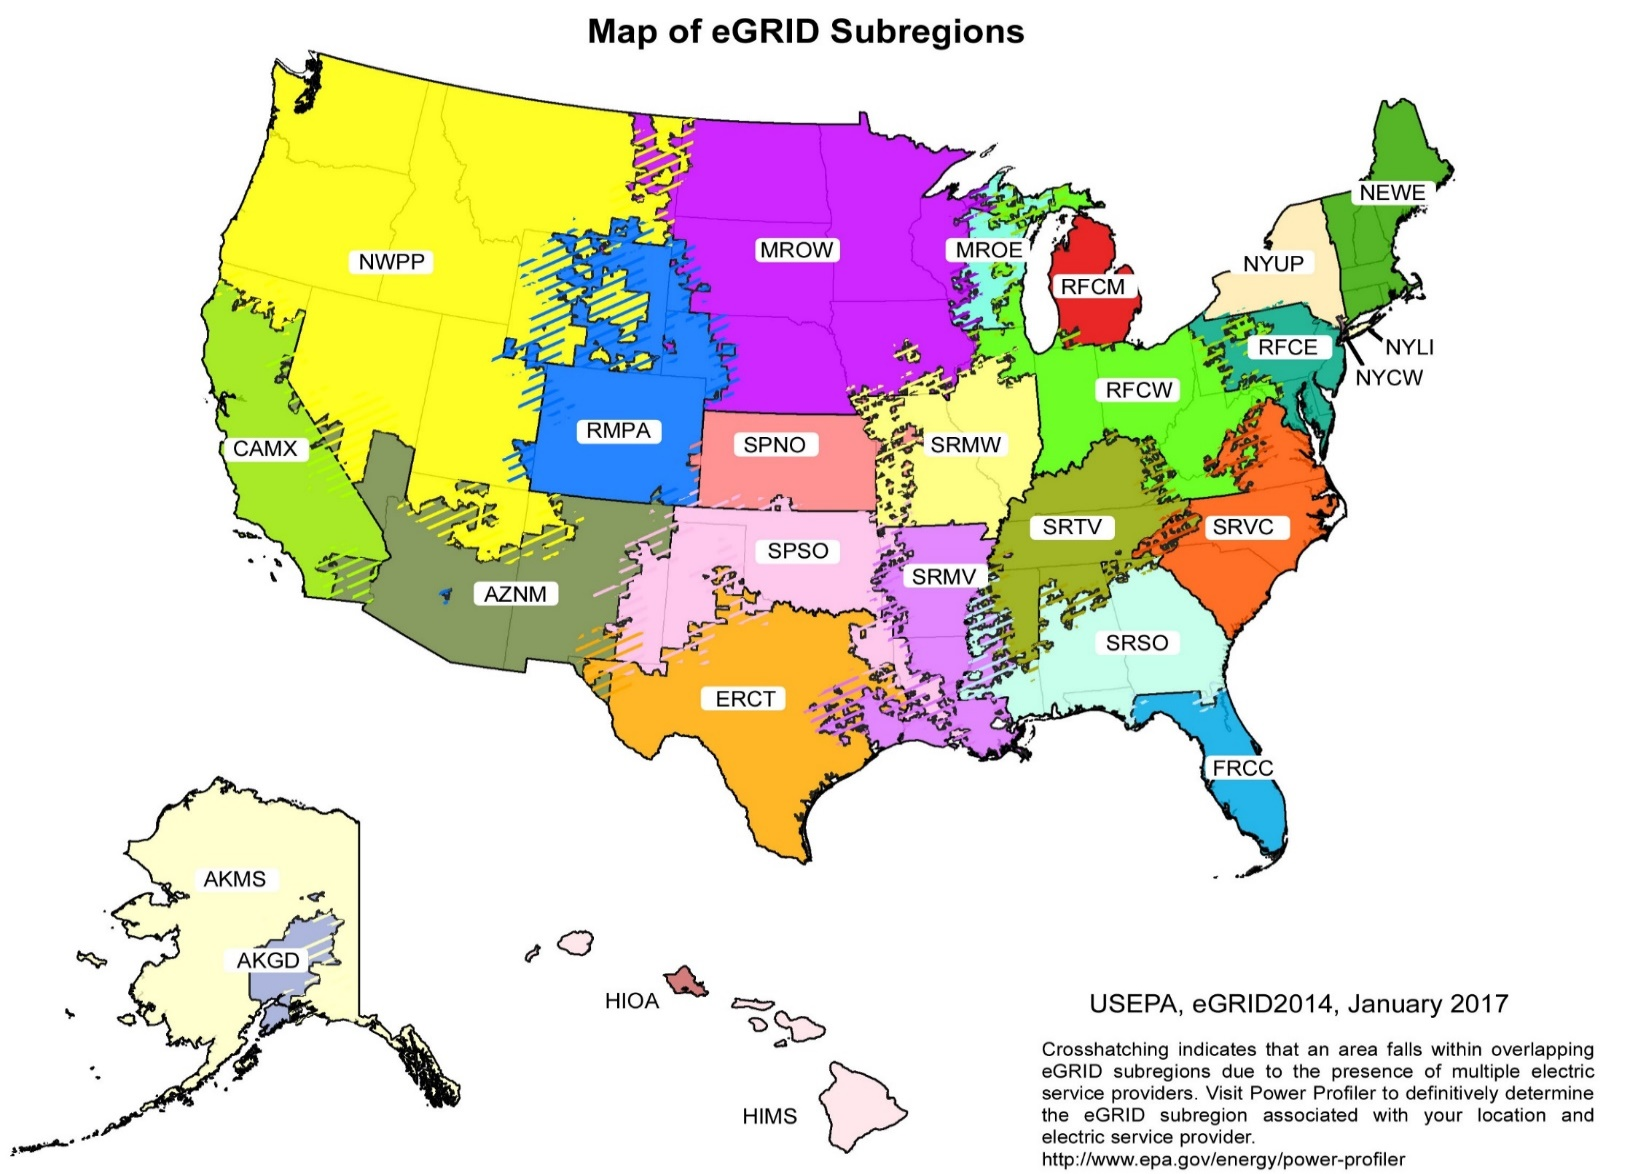 Map of eGRID Subregions
NEWE
NWPP
MROW
MROE
NYUP
RFCM
RFCE
NYLI
NYCW
RFCW
CAMX
RMPA
SPNO
SRMW
SRTV
SRVC
SPSO
AZNM
SRMV
SRSO
ERCT
FRCC
AKMS
AKGD
HIOA
HIMS
USEPA, eGRID2014, January 2017
Crosshatching indicates that an area falls within overlapping
eGRID subregions due to the presence of multiple electric
service providers. Visit Power Profiler to definitively determine
the eGRID subregion associated with your location and
electric service provider.
http://www.epa.gov/energy/power-profiler